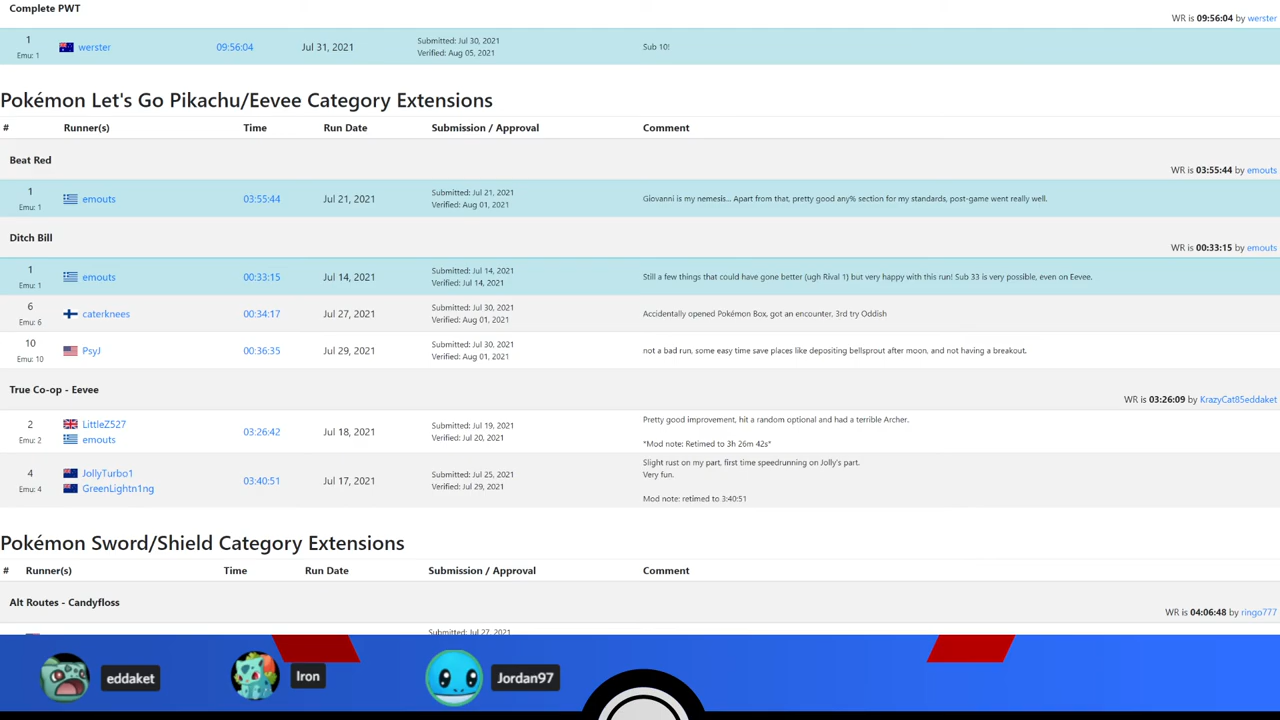 Complete PWT
WR is 09:56:04 by werster
1 werster 09:56:04 Jul 31, 2021 Submitted: Jul 30, 2021 Sub 10!
Emu: 1 Verified: Aug 05, 2021
Pokémon Let's Go Pikachu/Eevee Category Extensions
# Runner(s) Time Run Date Submission / Approval Comment
Beat Red
WR is 03:55:44 by emouts
1 emouts 03:55:44 Jul 21, 2021 Submitted: Jul 21, 2021 Giovanni is my nemesis... Apart from that, pretty good any% section for my standards, post-game went really well.
Emu: 1 Verified: Aug 01, 2021
Ditch Bill
WR is 00:33:15 by emouts
1 emouts 00:33:15 Jul 14, 2021 Submitted: Jul 14, 2021 Still a few things that could have gone better (ugh Rival 1) but very happy with this run! Sub 33 is very possible, even on Eevee.
Emu: 1 Verified: Jul 14, 2021
6 caterknees 00:34:17 Jul 27, 2021 Submitted: Jul 30, 2021 Accidentally opened Pokémon Box, got an encounter, 3rd try Oddish
Emu: 6 Verified: Aug 01, 2021
10 PsyJ 00:36:35 Jul 29, 2021 Submitted: Jul 30, 2021 not a bad run, some easy time save places like depositing bellsprout after moon, and not having a breakout.
Emu: 10 Verified: Aug 01, 2021
True Co-op - Eevee
WR is 03:26:09 by KrazyCat85eddaket
2 LittleZ527 03:26:42 Jul 18, 2021 Submitted: Jul 19, 2021 Pretty good improvement, hit a random optional and had a terrible Archer.
Emu: 2 emouts Verified: Jul 20, 2021 *Mod note: Retimed to 3h 26m 42s*
4 JollyTurbo1 03:40:51 Jul 17, 2021 Submitted: Jul 25, 2021 Slight rust on my part, first time speedrunning on Jolly's part.
Very fun.
Emu: 4 GreenLightn1ng Verified: Jul 29, 2021 Mod note: retimed to 3:40:51
Pokémon Sword/Shield Category Extensions
# Runner(s) Time Run Date Submission / Approval Comment
Alt Routes - Candyfloss
WR is 04:06:48 by ringo777
Submitted: Jul 27, 2021
eddaket Iron Jordan97